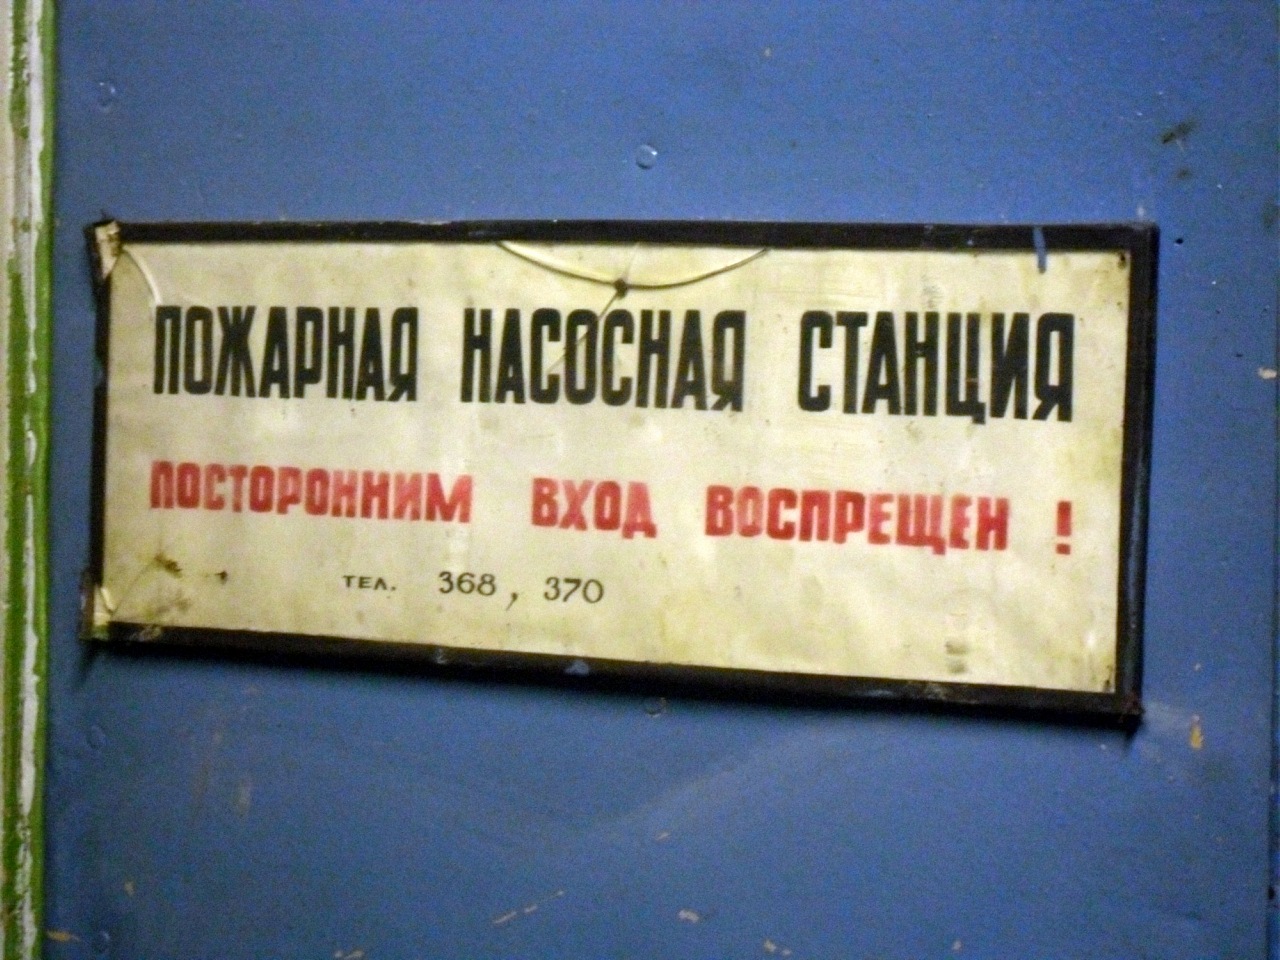 ПОЖАРНАЯ НАСОСНАЯ СТАНЦИЯ
ПОСТОРОННИМ ВХОД ВОСПРЕЩЕН !
ТЕЛ. 368, 370